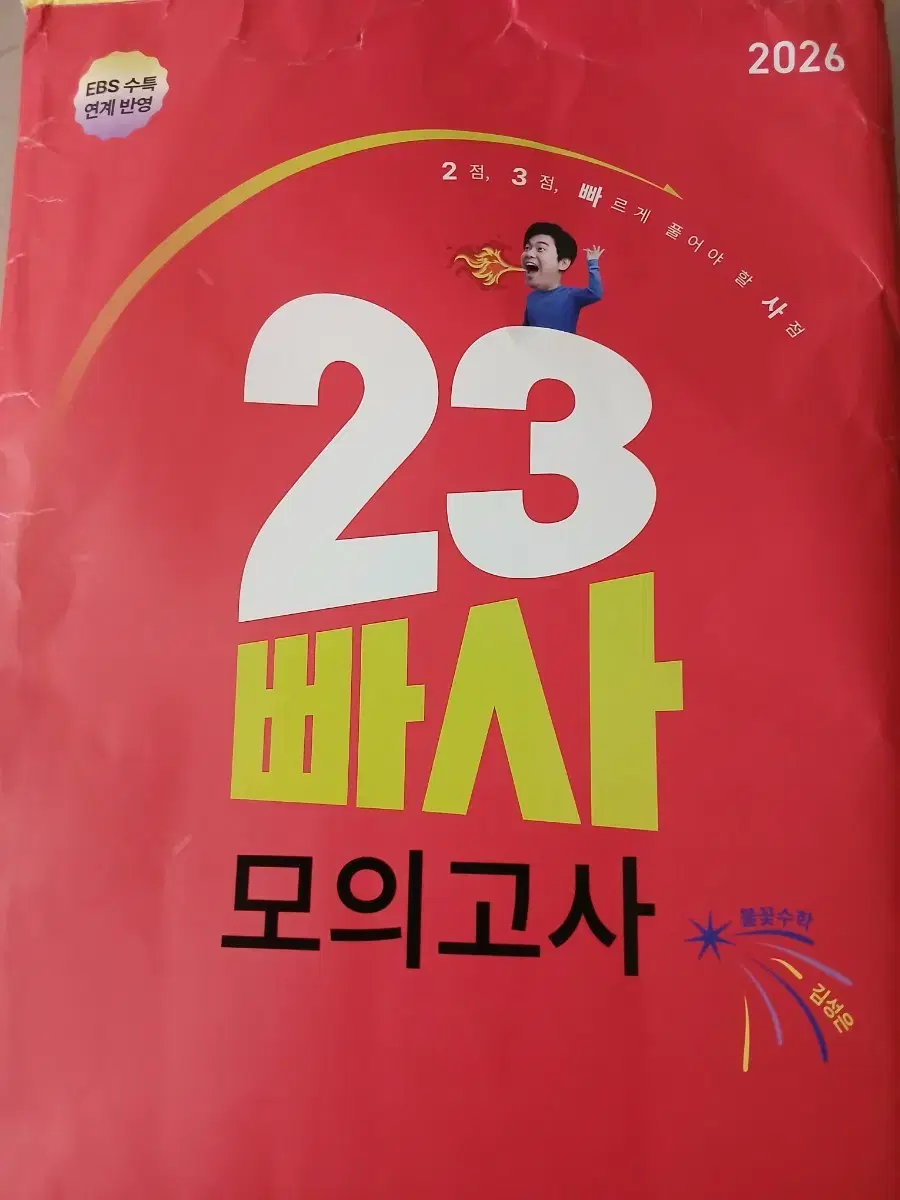 EBS 수특
연계 반영
2026
2점, 3점, 빠르게 풀어야 할 사점
23
빠사
모의고사
불꽃수학
김성은